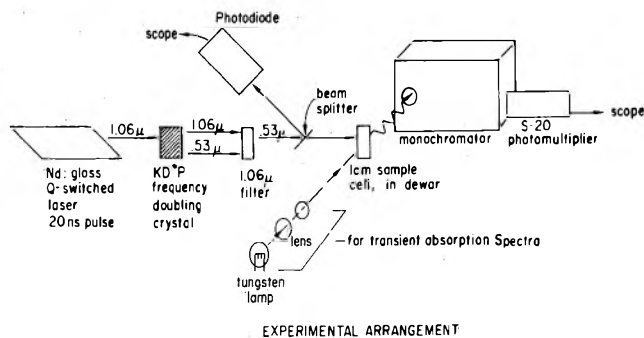 Photodiode
scope
beam
splitter
1.06μ
1.06μ
.53μ
.53μ
monochromator
S-20
photomultiplier
scope
Nd: glass
Q-switched
laser
20ns pulse
KD*P
frequency
doubling
crystal
1.06μ
filter
1cm sample
cell, in dewar
lens
for transient absorption Spectra
tungsten
lamp
EXPERIMENTAL ARRANGEMENT